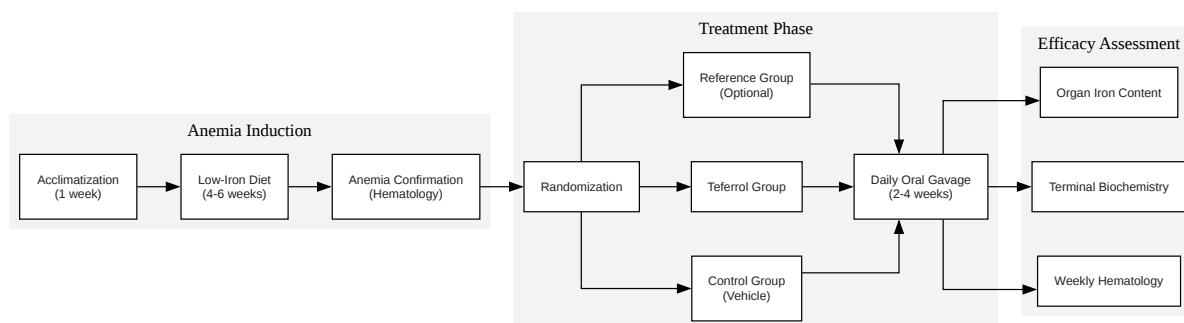 Anemia Induction
Acclimatization
(1 week)
Low-Iron Diet
(4-6 weeks)
Anemia Confirmation
(Hematology)
Treatment Phase
Randomization
Reference Group
(Optional)
Teferrol Group
Control Group
(Vehicle)
Daily Oral Gavage
(2-4 weeks)
Efficacy Assessment
Organ Iron Content
Terminal Biochemistry
Weekly Hematology